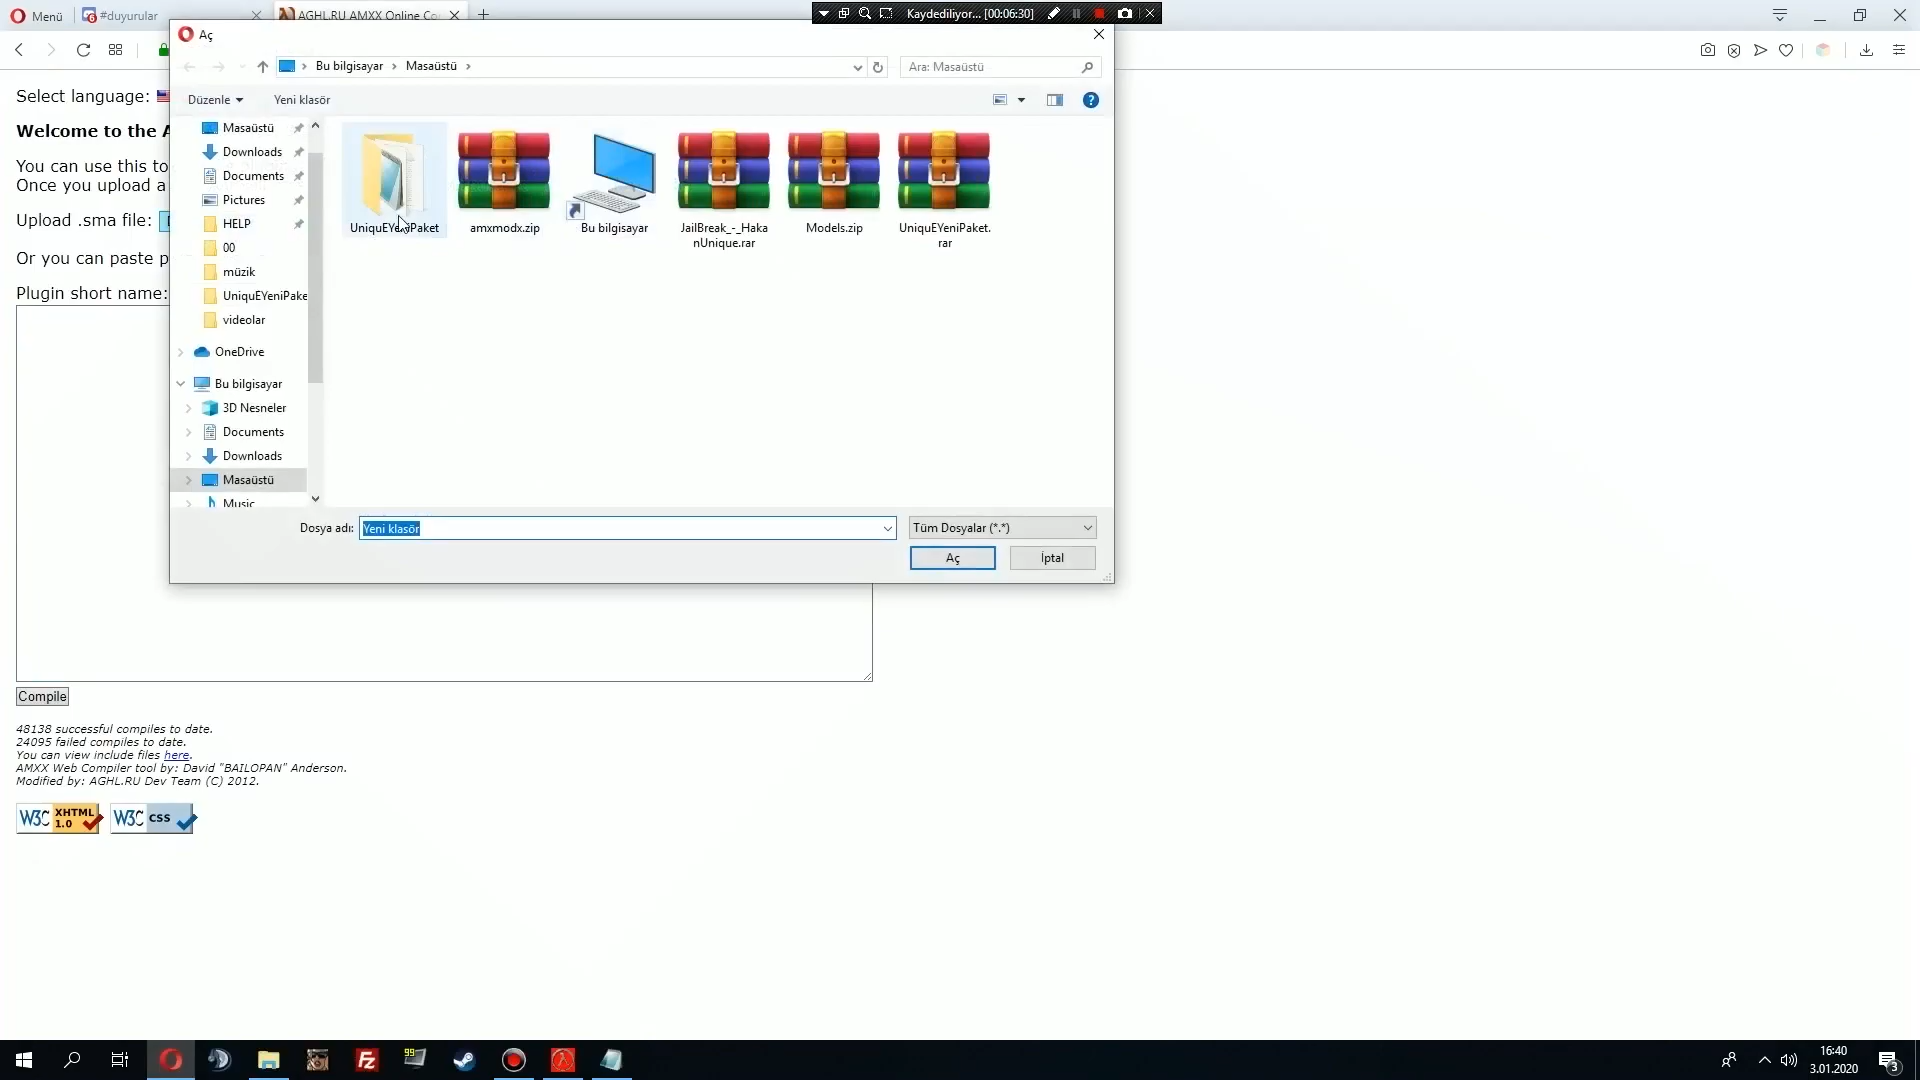 Menü
#duyurular
AGHL.RU AMXX Online Co
Kaydediliyor... [00:06:30]
Aç
Bu bilgisayar
Masaüstü
Ara: Masaüstü
Düzenle
Yeni klasör
Select language:
Welcome to the A
You can use this to
Once you upload a
Upload .sma file:
Or you can paste p
Plugin short name:
Masaüstü
Downloads
Documents
Pictures
HELP
00
müzik
UniquEYeniPake
videolar
OneDrive
Bu bilgisayar
3D Nesneler
Documents
Downloads
Masaüstü
Music
UniquEYeniPaket
amxmodx.zip
Bu bilgisayar
JailBreak_-_Haka
nUnique.rar
Models.zip
UniquEYeniPaket.
rar
Dosya adı:
Yeni klasör
Tüm Dosyalar (*.*)
Aç
İptal
Compile
48138 successful compiles to date.
24095 failed compiles to date.
You can view include files here.
AMXX Web Compiler tool by: David "BAILOPAN" Anderson.
Modified by: AGHL.RU Dev Team (C) 2012.
W3C XHTML 1.0
W3C CSS
99
16:40
3.01.2020
3